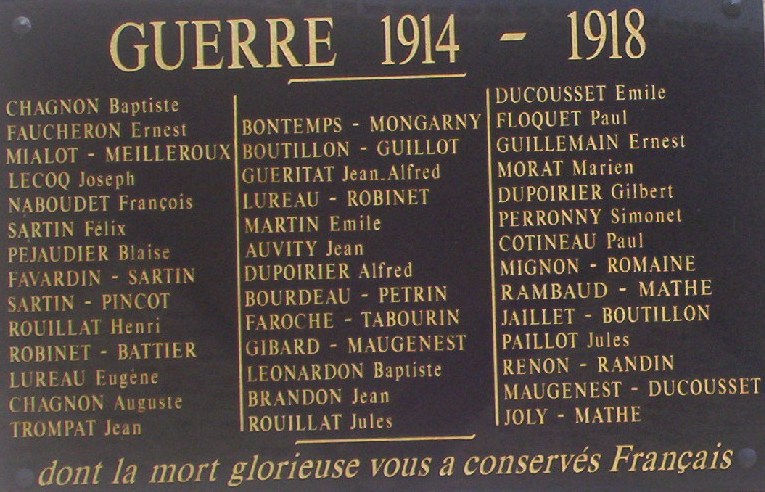 GUERRE 1914 - 1918
CHAGNON Baptiste
FAUCHERON Ernest
MIALOT - MEILLEROUX
LECOQ Joseph
NABOUDET François
SARTIN Félix
PEJAUDIER Blaise
FAVARDIN - SARTIN
SARTIN - PINCOT
ROUILLAT Henri
ROBINET - BATTIER
LUREAU Eugène
CHAGNON Auguste
TROMPAT Jean
BONTEMPS - MONGARNY
BOUTILLON - GUILLOT
GUERITAT Jean.Alfred
LUREAU - ROBINET
MARTIN Emile
AUVITY Jean
DUPOIRIER Alfred
BOURDEAU - PETRIN
FAROCHE - TABOURIN
GIBARD - MAUGENEST
LEONARDON Baptiste
BRANDON Jean
ROUILLAT Jules
DUCOUSSET Emile
FLOQUET Paul
GUILLEMAIN Ernest
MORAT Marien
DUPOIRIER Gilbert
PERRONNY Simonet
COTINEAU Paul
MIGNON - ROMAINE
RAMBAUD - MATHE
JAILLET - BOUTILLON
PAILLOT Jules
RENON - RANDIN
MAUGENEST - DUCOUSSET
JOLY - MATHE
dont la mort glorieuse vous a conservés Français